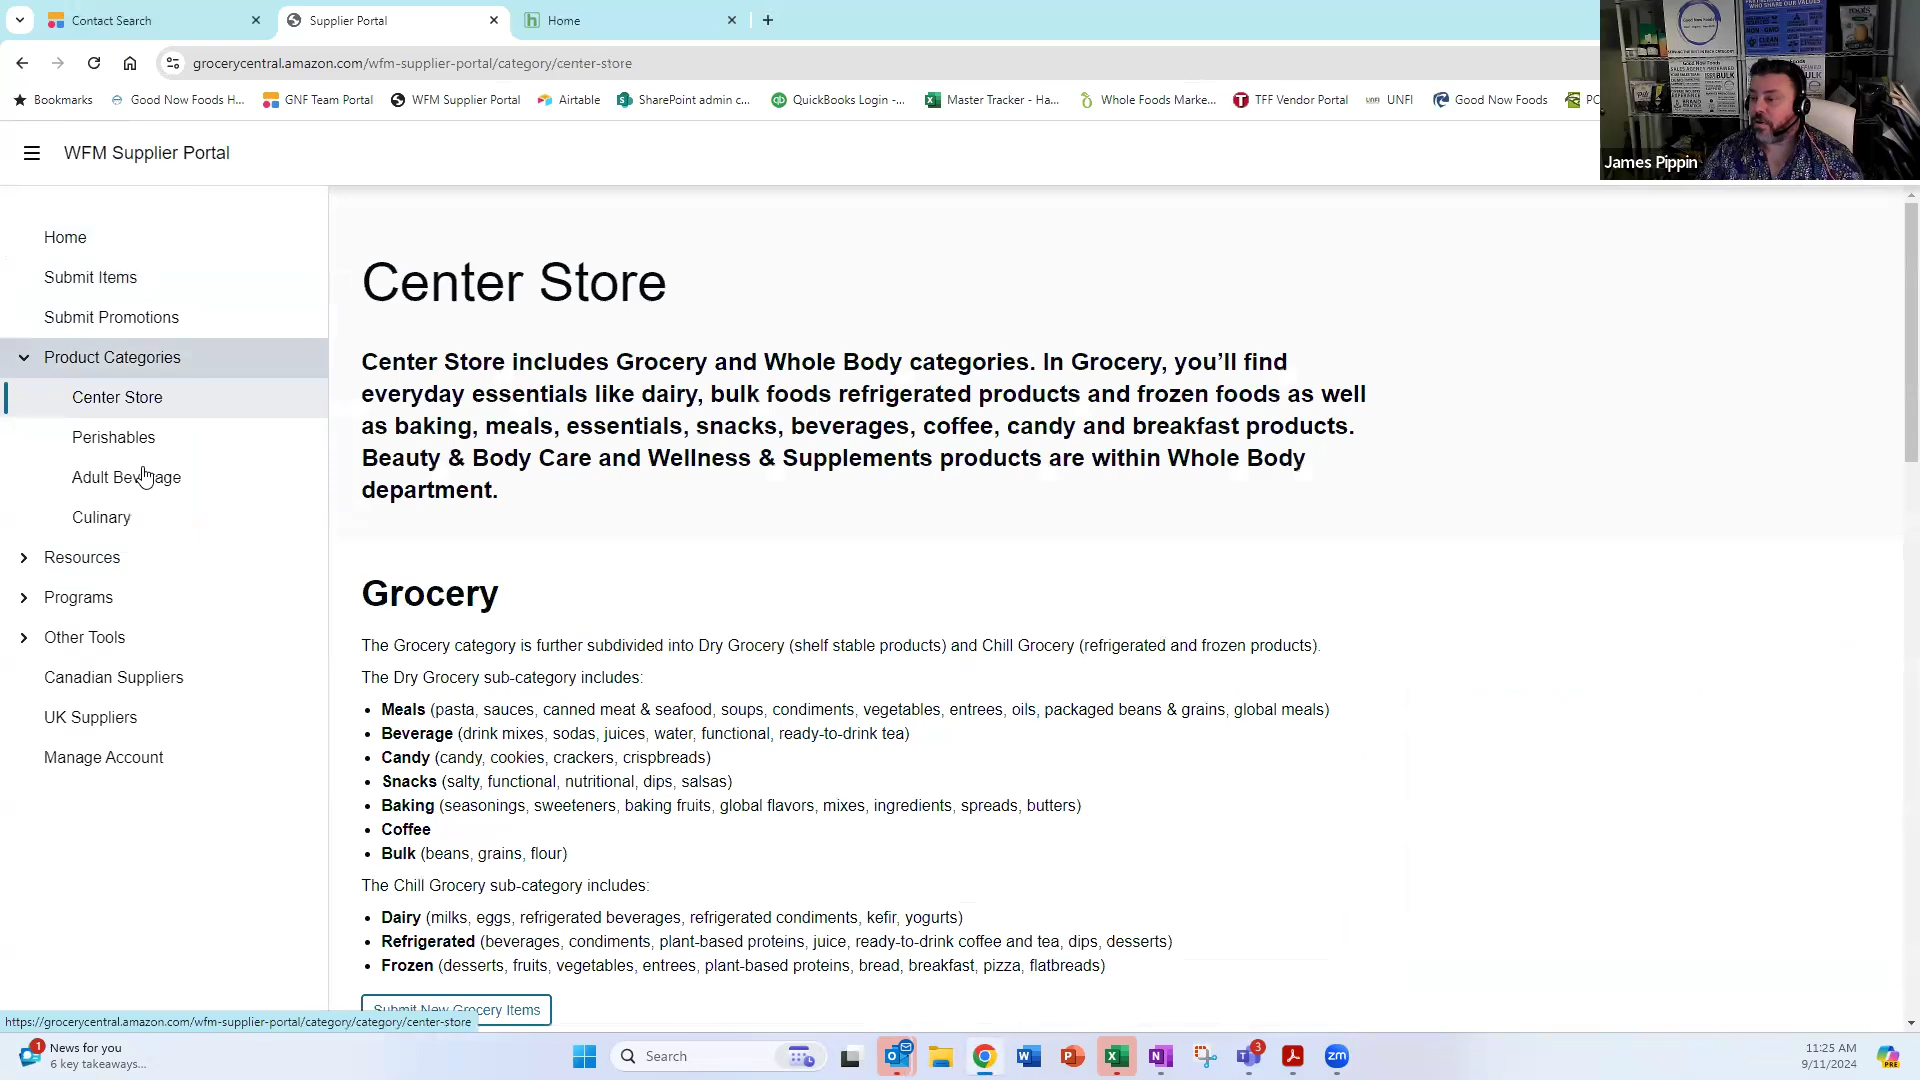 Contact Search
Supplier Portal
Home
grocerycentral.amazon.com/wfm-supplier-portal/category/center-store
Bookmarks
Good Now Foods H...
GNF Team Portal
WFM Supplier Portal
Airtable
SharePoint admin c...
QuickBooks Login -...
Master Tracker - Ha...
Whole Foods Marke...
TFF Vendor Portal
UNFI
Good Now Foods
PC
James Pippin
WFM Supplier Portal
Home
Submit Items
Submit Promotions
Product Categories
Center Store
Perishables
Adult Beverage
Culinary
Resources
Programs
Other Tools
Canadian Suppliers
UK Suppliers
Manage Account
Center Store
Center Store includes Grocery and Whole Body categories. In Grocery, you’ll find
everyday essentials like dairy, bulk foods refrigerated products and frozen foods as well
as baking, meals, essentials, snacks, beverages, coffee, candy and breakfast products.
Beauty & Body Care and Wellness & Supplements products are within Whole Body
department.
Grocery
The Grocery category is further subdivided into Dry Grocery (shelf stable products) and Chill Grocery (refrigerated and frozen products).
The Dry Grocery sub-category includes:
• Meals (pasta, sauces, canned meat & seafood, soups, condiments, vegetables, entrees, oils, packaged beans & grains, global meals)
• Beverage (drink mixes, sodas, juices, water, functional, ready-to-drink tea)
• Candy (candy, cookies, crackers, crispbreads)
• Snacks (salty, functional, nutritional, dips, salsas)
• Baking (seasonings, sweeteners, baking fruits, global flavors, mixes, ingredients, spreads, butters)
• Coffee
• Bulk (beans, grains, flour)
The Chill Grocery sub-category includes:
• Dairy (milks, eggs, refrigerated beverages, refrigerated condiments, kefir, yogurts)
• Refrigerated (beverages, condiments, plant-based proteins, juice, ready-to-drink coffee and tea, dips, desserts)
• Frozen (desserts, fruits, vegetables, entrees, plant-based proteins, bread, breakfast, pizza, flatbreads)
Submit New Grocery Items
https://grocerycentral.amazon.com/wfm-supplier-portal/category/category/center-store
1
News for you
6 key takeaways...
Search
3
zm
11:25 AM
9/11/2024
PRE